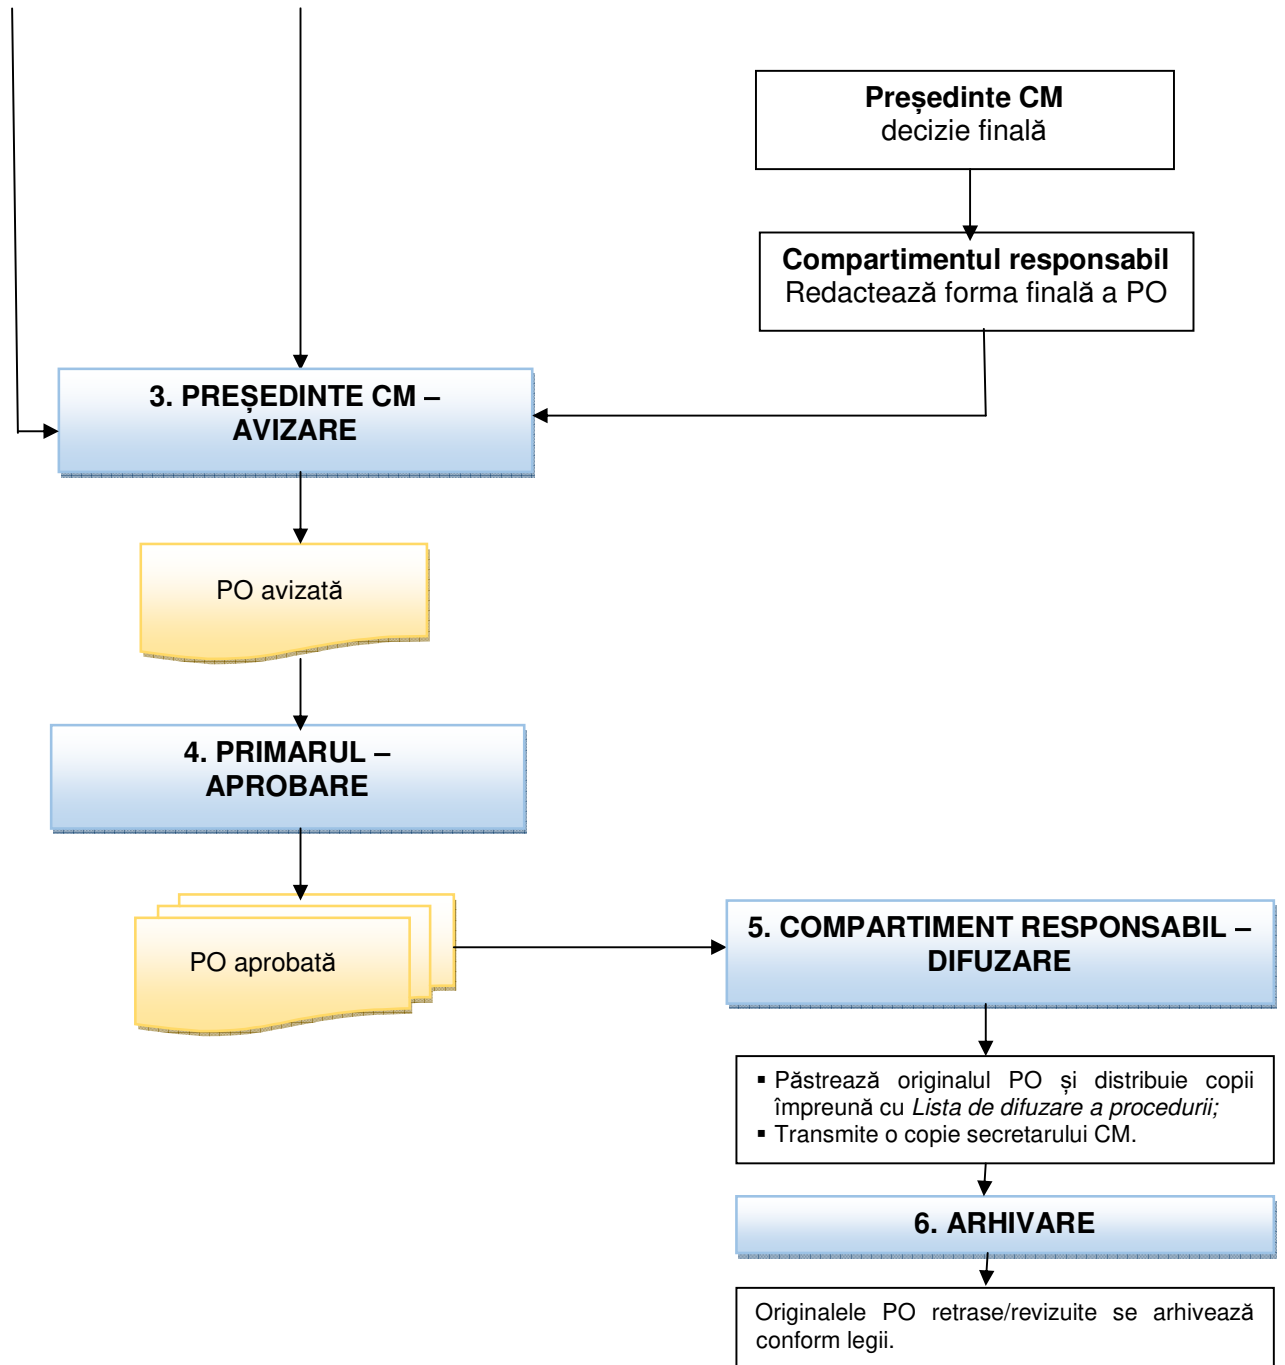 Președinte CM
decizie finală
Compartimentul responsabil
Redactează forma finală a PO
3. PREȘEDINTE CM –
AVIZARE
PO avizată
4. PRIMARUL –
APROBARE
PO aprobată
5. COMPARTIMENT RESPONSABIL –
DIFUZARE
▪ Păstrează originalul PO și distribuie copii
împreună cu Lista de difuzare a procedurii;
▪ Transmite o copie secretarului CM.
6. ARHIVARE
Originalele PO retrase/revizuite se arhivează
conform legii.